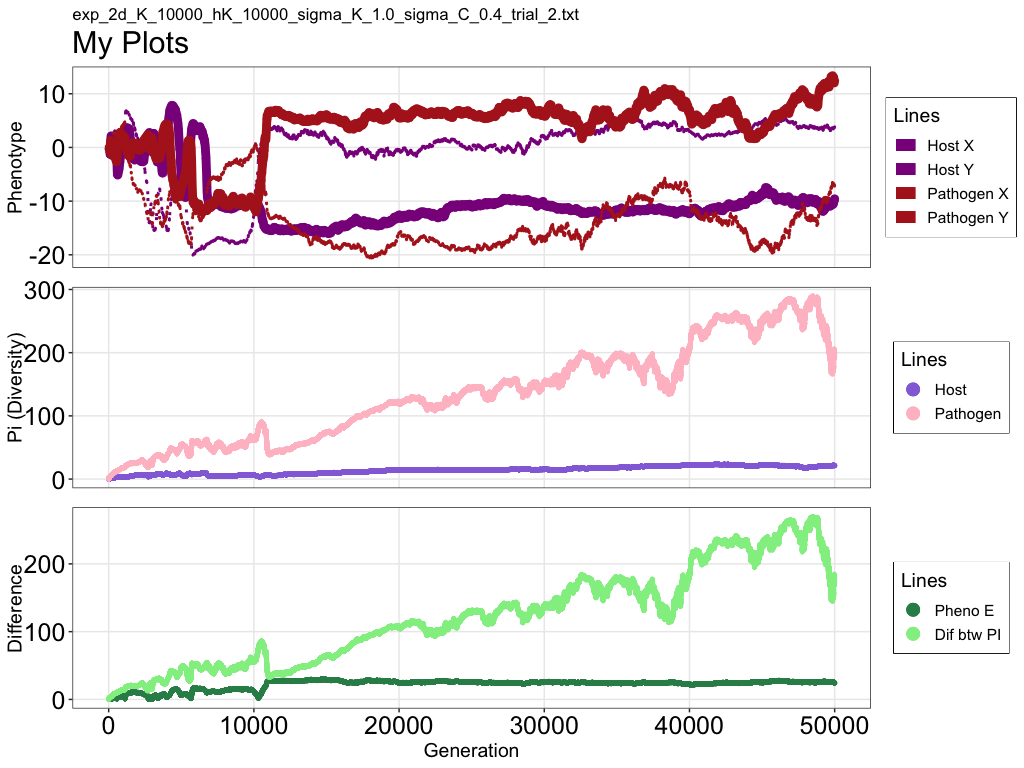 exp_2d_K_10000_hK_10000_sigma_K_1.0_sigma_C_0.4_trial_2.txt
My Plots
Phenotype
10
0
-10
-20
Lines
Host X
Host Y
Pathogen X
Pathogen Y
Pi (Diversity)
300
200
100
0
Lines
Host
Pathogen
Difference
200
100
0
Lines
Pheno E
Dif btw PI
0 10000 20000 30000 40000 50000
Generation